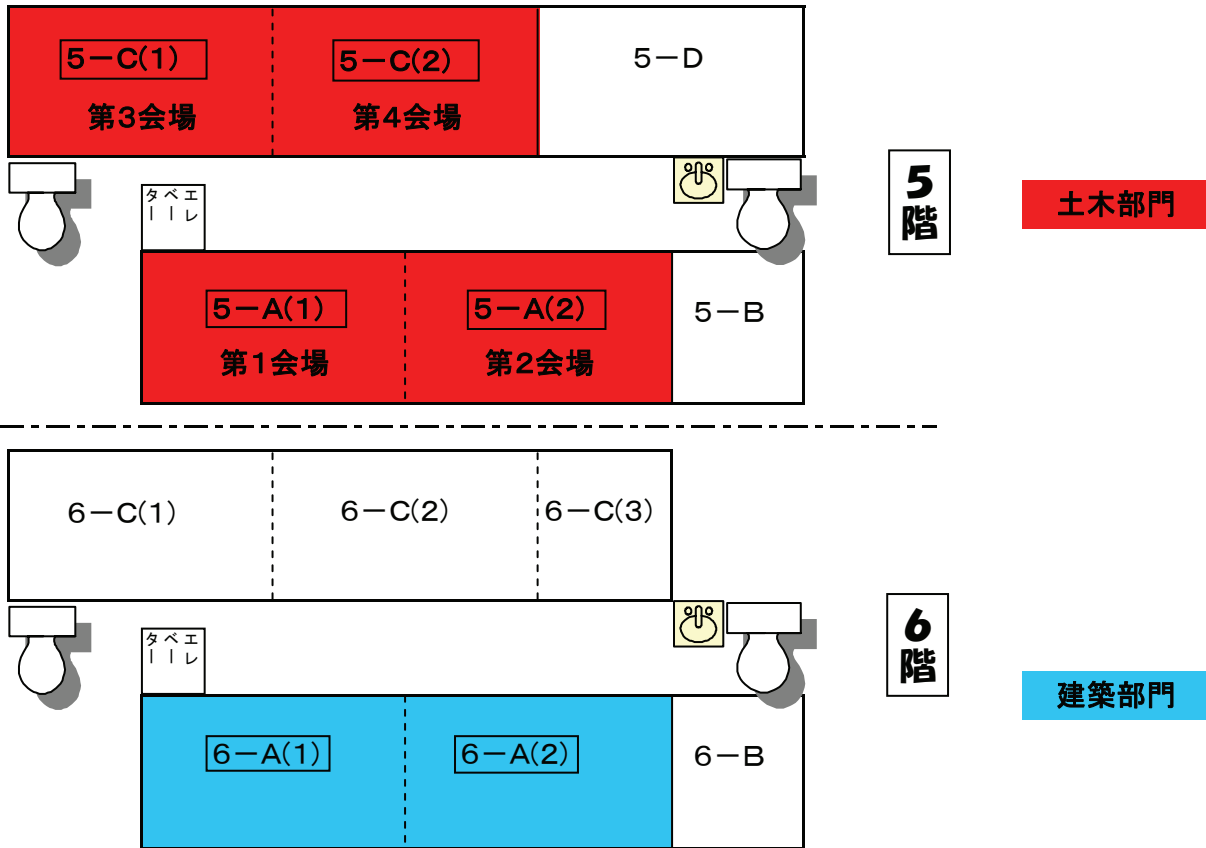 5－C(1)
第3会場
5－C(2)
第4会場
5－D
エレベーター
5階
土木部門
5－A(1)
第1会場
5－A(2)
第2会場
5－B
6－C(1)
6－C(2)
6－C(3)
エレベーター
6階
建築部門
6－A(1)
6－A(2)
6－B